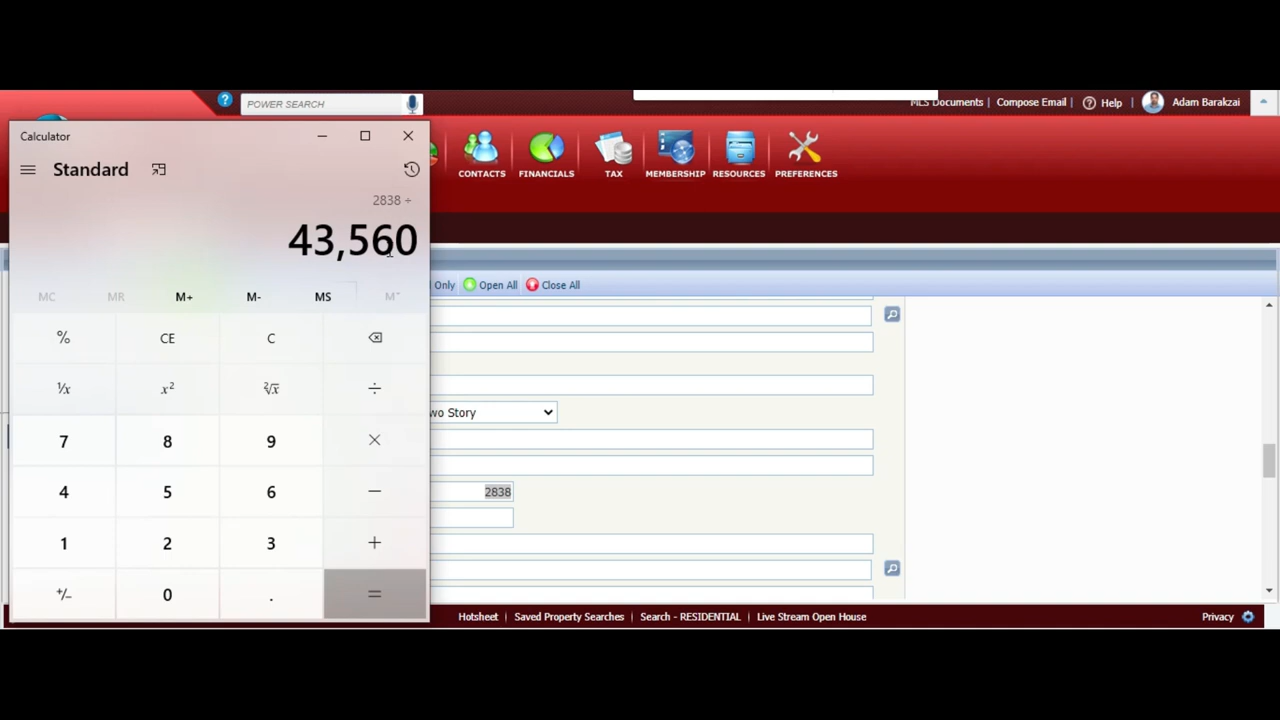 POWER SEARCH
MLS Documents | Compose Email | Help | Adam Barakzai
CONTACTS FINANCIALS TAX MEMBERSHIP RESOURCES PREFERENCES
Calculator
Standard
2838 ÷
43,560
MC MR M+ M- MS
% CE C
¹/x x² ²√x ÷
7 8 9 ×
4 5 6 −
1 2 3 +
+/− 0 . =
Only Open All Close All
wo Story
2838
Hotsheet | Saved Property Searches | Search - RESIDENTIAL | Live Stream Open House
Privacy